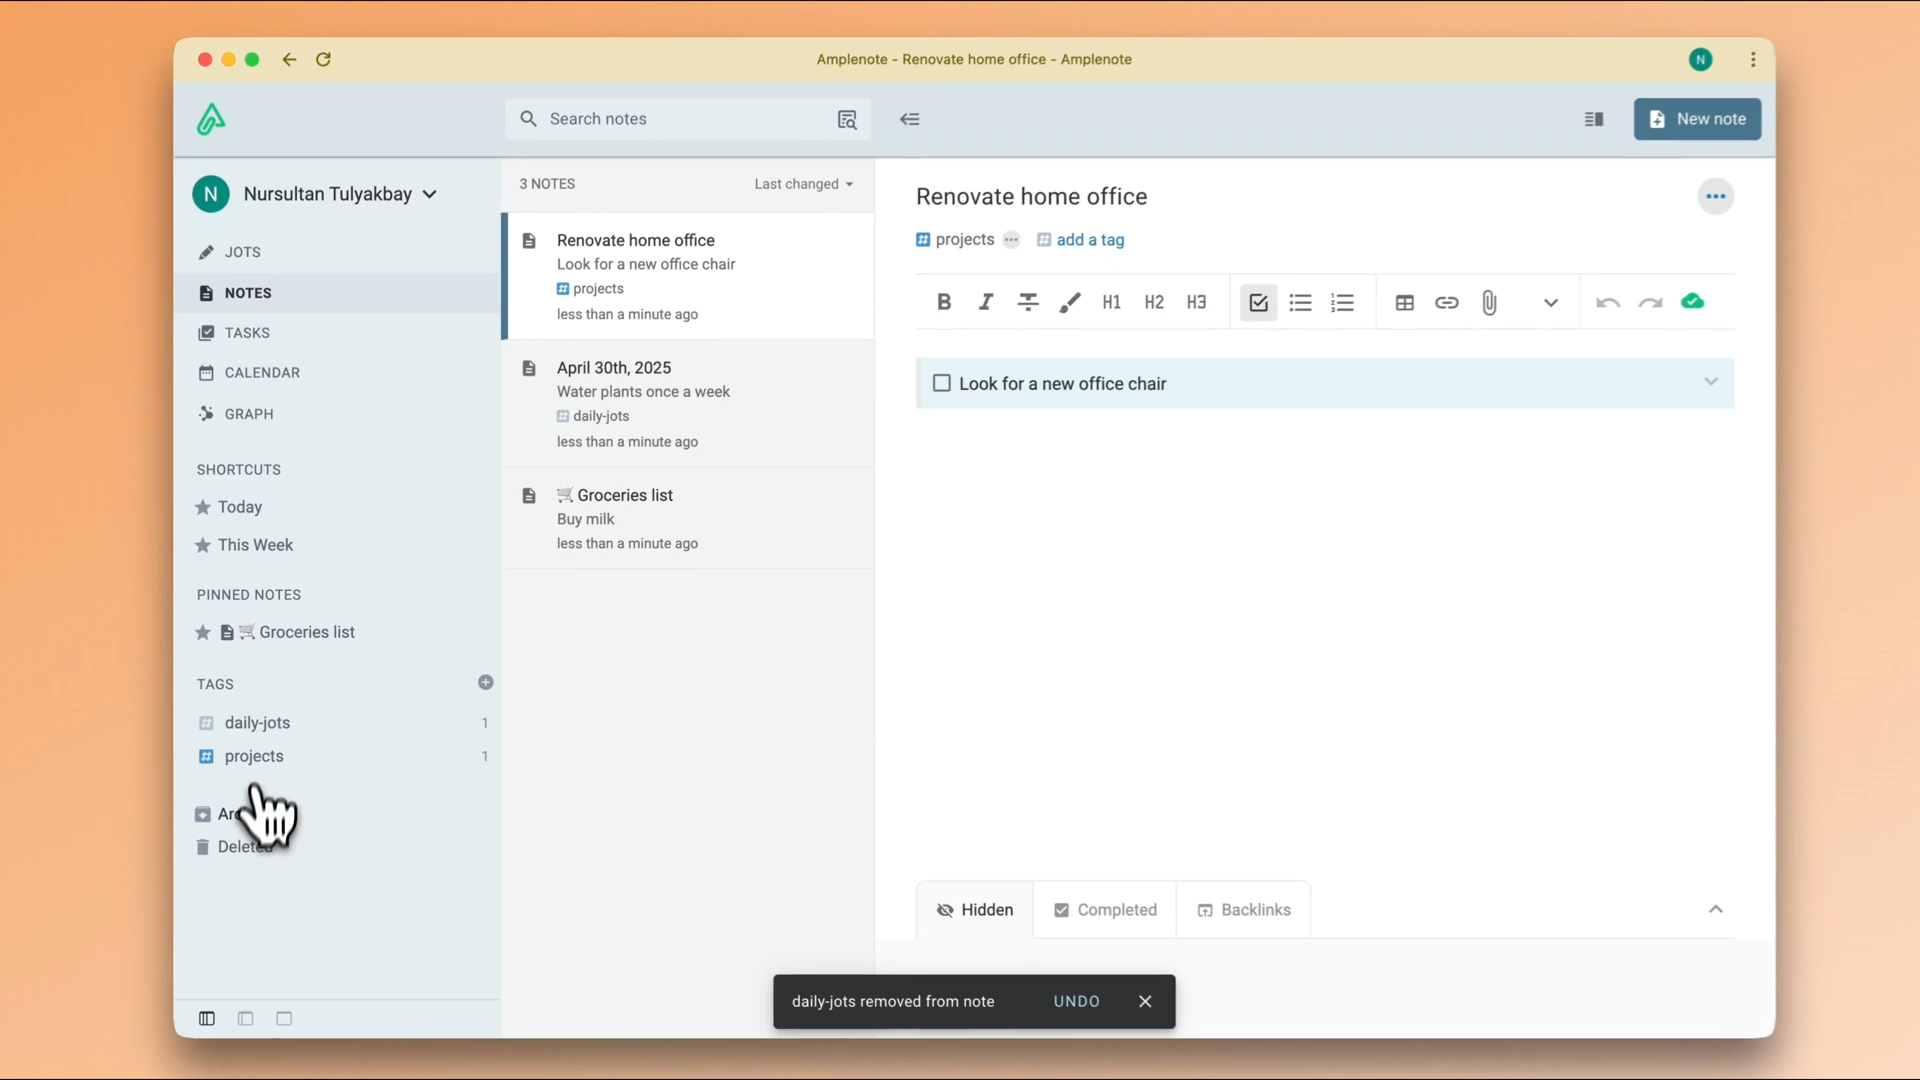 Amplenote - Renovate home office - Amplenote
N
Search notes
New note
N Nursultan Tulyakbay
JOTS
NOTES
TASKS
CALENDAR
GRAPH
SHORTCUTS
Today
This Week
PINNED NOTES
🛒 Groceries list
TAGS
daily-jots 1
projects 1
Deleted
3 NOTES Last changed
Renovate home office
Look for a new office chair
projects
less than a minute ago
April 30th, 2025
Water plants once a week
daily-jots
less than a minute ago
🛒 Groceries list
Buy milk
less than a minute ago
Renovate home office
projects add a tag
B I H1 H2 H3
Look for a new office chair
Hidden Completed Backlinks
daily-jots removed from note UNDO